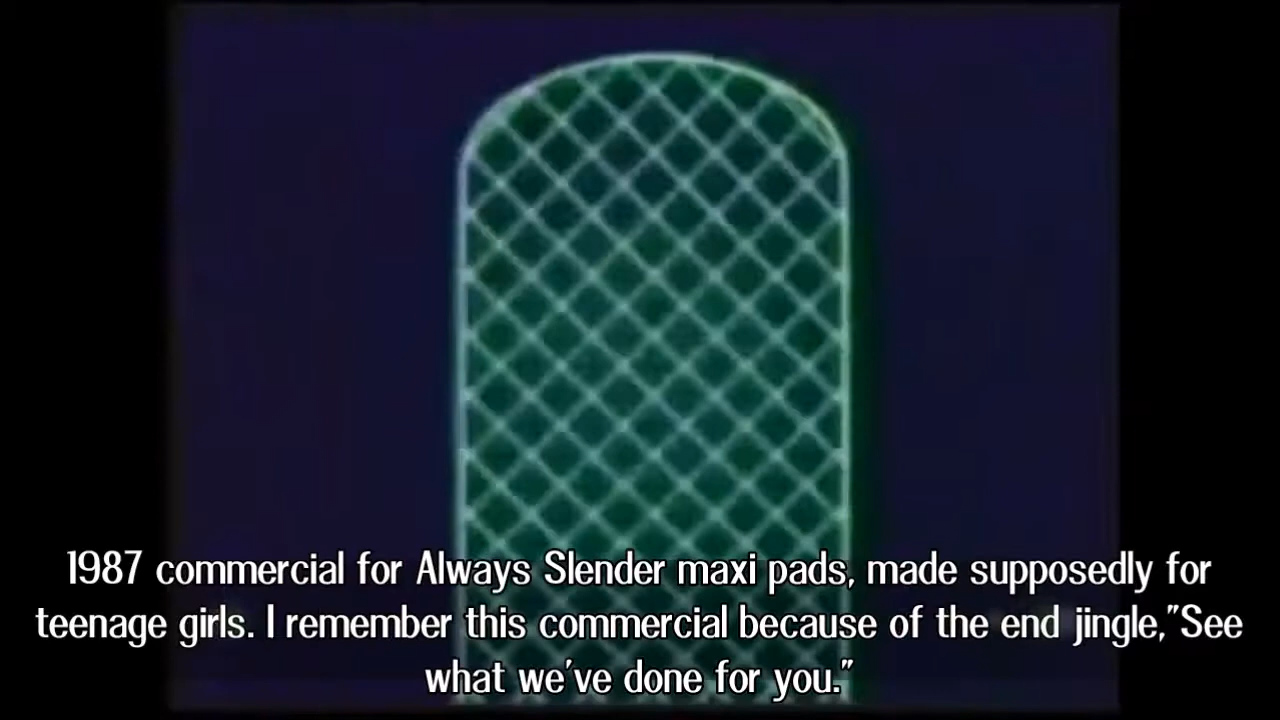 1987 commercial for Always Slender maxi pads, made supposedly for
teenage girls. I remember this commercial because of the end jingle,"See
what we've done for you."